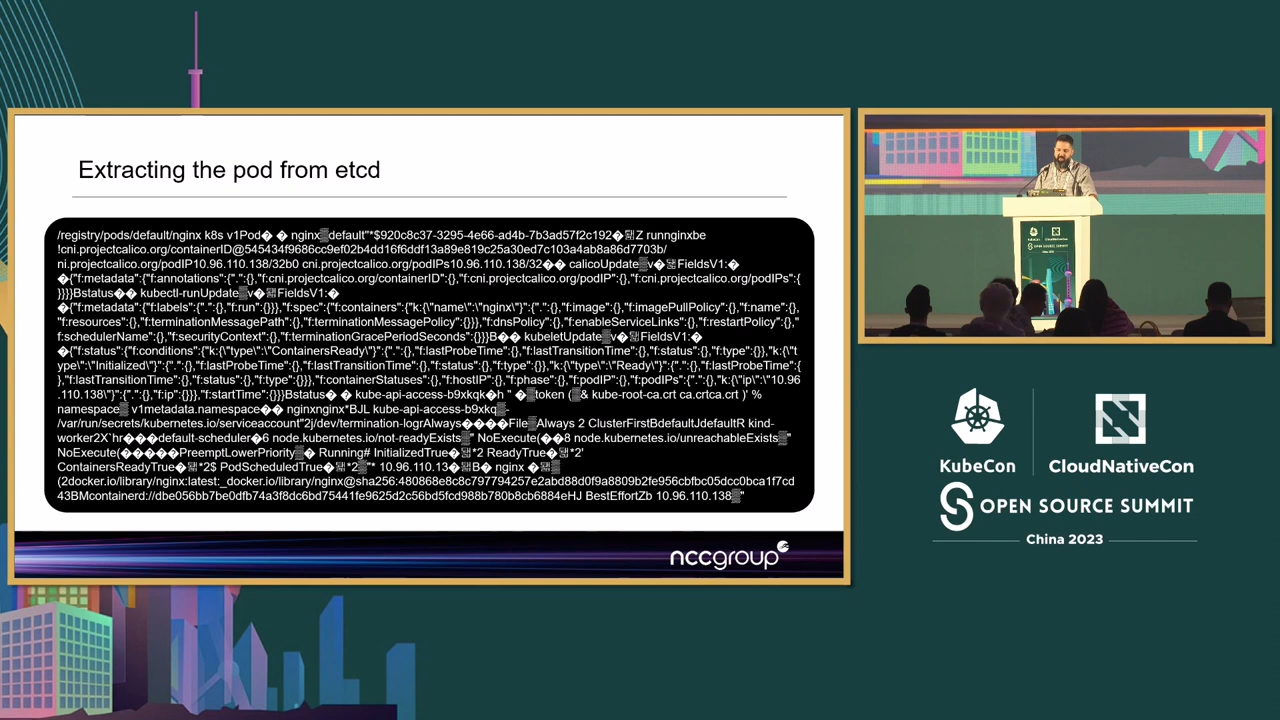 Extracting the pod from etcd
/registry/pods/default/nginx k8s v1Pod� � nginx▒default"*$920c8c37-3295-4e66-ad4b-7b3ad57f2c192� Z runnginxbe
!cni.projectcalico.org/containerID@545434f9686cc9ef02b4dd16f6ddf13a89e819c25a30ed7c103a4ab8a86d7703b/
ni.projectcalico.org/podIP10.96.110.138/32b0 cni.projectcalico.org/podIPs10.96.110.138/32�� calicoUpdate▒v� FieldsV1:�
�{"f:metadata":{"f:annotations":{".":{},"f:cni.projectcalico.org/containerID":{},"f:cni.projectcalico.org/podIP":{},"f:cni.projectcalico.org/podIPs":{
}}}}Bstatus�� kubectl-runUpdate▒v� FieldsV1:�
�{"f:metadata":{"f:labels":{".":{},"f:run":{}}},"f:spec":{"f:containers":{"k:{\"name\":\"nginx\"}":{".":{},"f:image":{},"f:imagePullPolicy":{},"f:name":{},
"f:resources":{},"f:terminationMessagePath":{},"f:terminationMessagePolicy":{}}},"f:dnsPolicy":{},"f:enableServiceLinks":{},"f:restartPolicy":{},
"f:schedulerName":{},"f:securityContext":{},"f:terminationGracePeriodSeconds":{}}}B�� kubeletUpdate▒v� FieldsV1:�
�{"f:status":{"f:conditions":{"k:{\"type\":\"ContainersReady\"}":{".":{},"f:lastProbeTime":{},"f:lastTransitionTime":{},"f:status":{},"f:type":{}},"k:{\"t
ype\":\"Initialized\"}":{".":{},"f:lastProbeTime":{},"f:lastTransitionTime":{},"f:status":{},"f:type":{}},"k:{\"type\":\"Ready\"}":{".":{},"f:lastProbeTime":{
},"f:lastTransitionTime":{},"f:status":{},"f:type":{}}},"f:containerStatuses":{},"f:hostIP":{},"f:phase":{},"f:podIP":{},"f:podIPs":{".":{},"k:{\"ip\":\"10.96
.110.138\"}":{".":{},"f:ip":{}}},"f:startTime":{}}}Bstatus� � kube-api-access-b9xkqk�h " �▒token (▒& kube-root-ca.crt ca.crtca.crt )' %
namespace▒ v1metadata.namespace�� nginxnginx*BJL kube-api-access-b9xkq▒-
/var/run/secrets/kubernetes.io/serviceaccount"2j/dev/termination-logrAlways����File▒Always 2 ClusterFirstBdefaultJdefaultR kind-
worker2X`hr���default-scheduler�6 node.kubernetes.io/not-readyExists▒" NoExecute(��8 node.kubernetes.io/unreachableExists▒"
NoExecute(�����PreemptLowerPriority▒� Running# InitializedTrue� *2 ReadyTrue� *2'
ContainersReadyTrue� *2$ PodScheduledTrue� *2▒"* 10.96.110.13� B� nginx � ▒
(2docker.io/library/nginx:latest:_docker.io/library/nginx@sha256:480868e8c8c797794257e2abd88d0f9a8809b2fe956cbfbc05dcc0bca1f7cd
43BMcontainerd://dbe056bb7be0dfb74a3f8dc6bd75441fe9625d2c56bd5fcd988b780b8cb6884eHJ BestEffortZb 10.96.110.138▒"
nccgroup
KubeCon
CloudNativeCon
OPEN SOURCE SUMMIT
China 2023